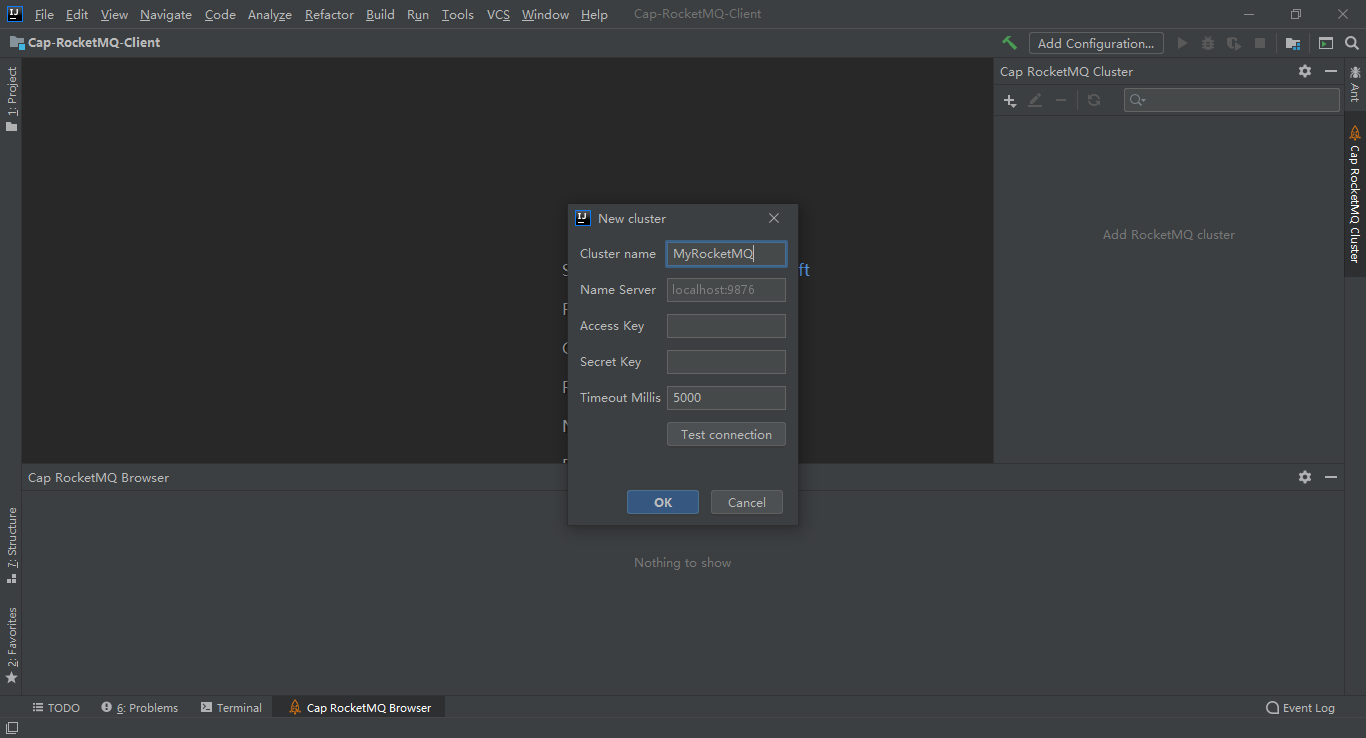 File Edit View Navigate Code Analyze Refactor Build Run Tools VCS Window Help Cap-RocketMQ-Client
Cap-RocketMQ-Client Add Configuration...
1: Project
Cap RocketMQ Cluster
Ant
Cap RocketMQ Cluster
Add RocketMQ cluster
ft
New cluster
Cluster name MyRocketMQ
Name Server localhost:9876
Access Key
Secret Key
Timeout Millis 5000
Test connection
OK Cancel
Cap RocketMQ Browser
Nothing to show
7: Structure
2: Favorites
TODO 6: Problems Terminal Cap RocketMQ Browser Event Log